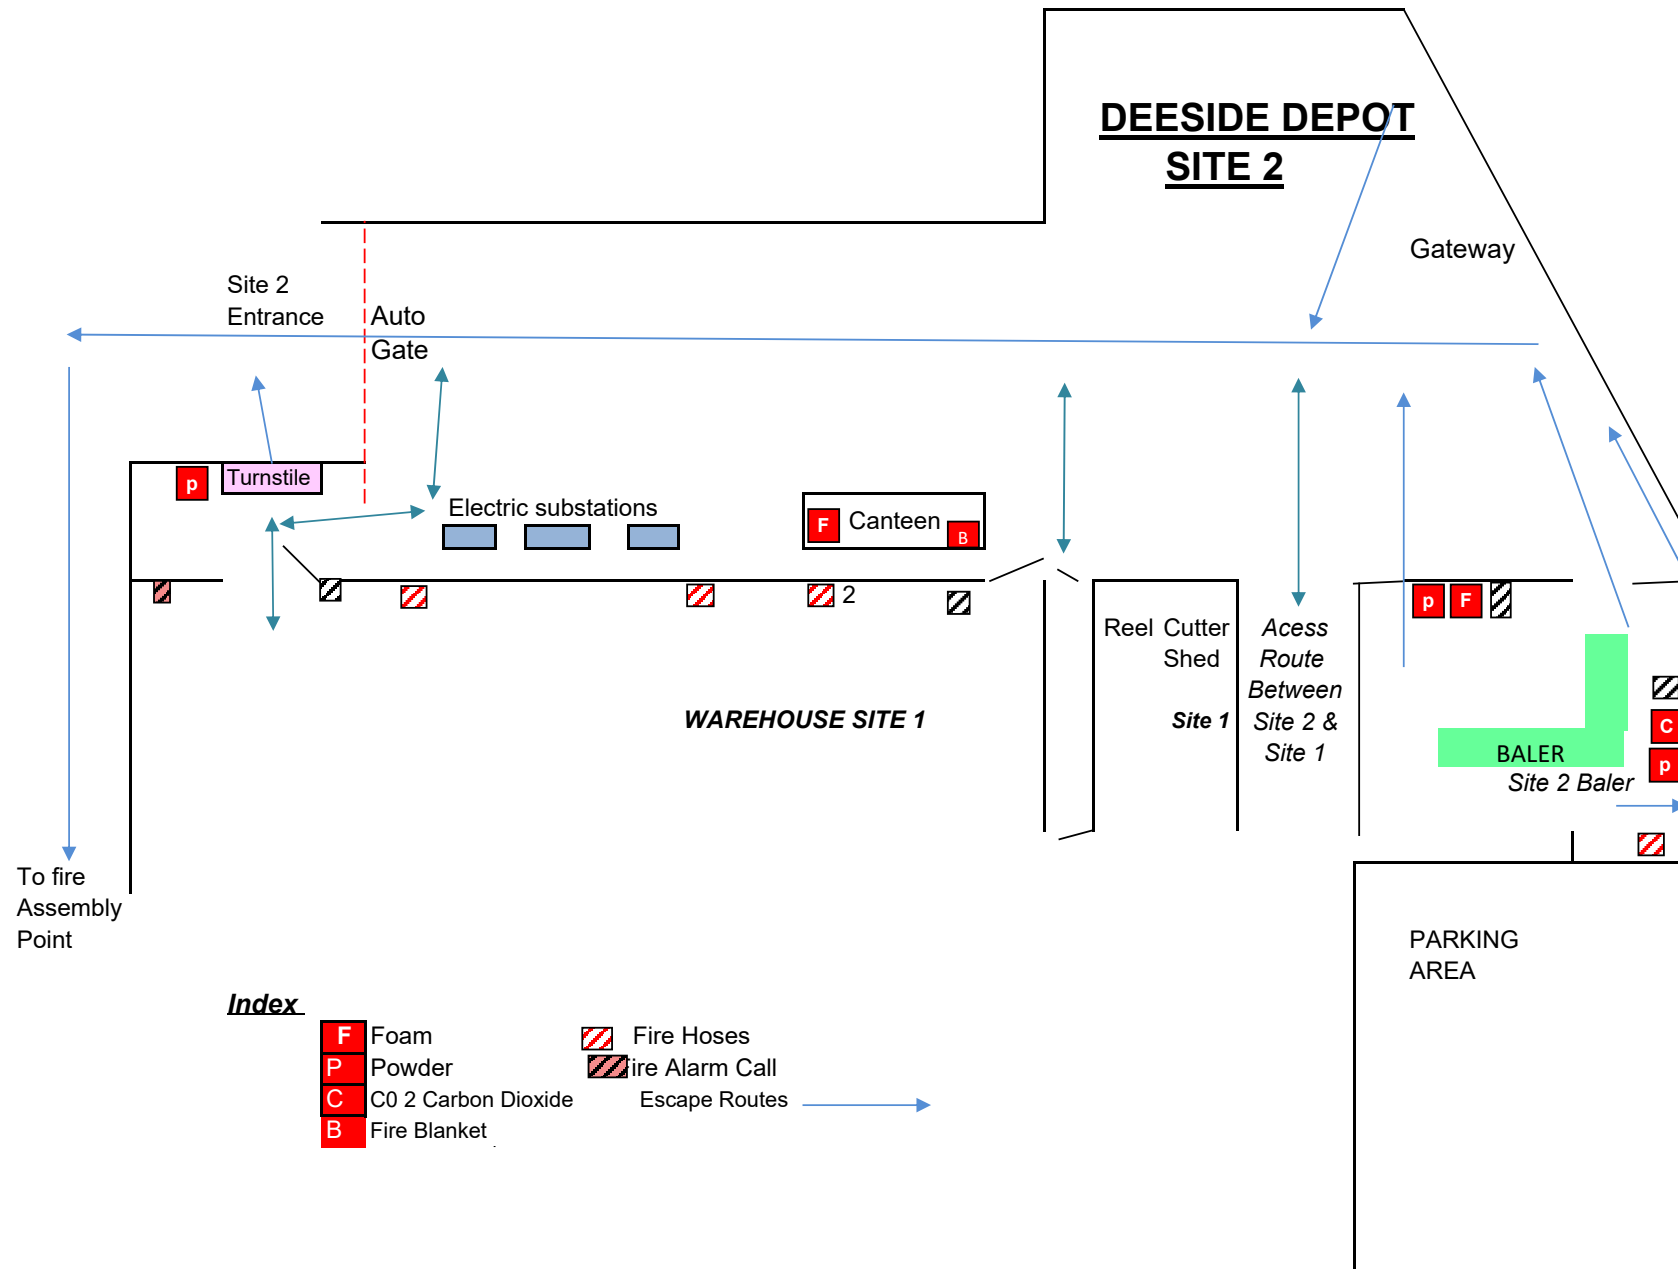 DEESIDE DEPOT
SITE 2
Gateway
Site 2
Entrance
Auto
Gate
p
Turnstile
Electric substations
F
Canteen
B
2
p
F
Reel Cutter
Shed
Site 1
Acess
Route
Between
Site 2 &
Site 1
WAREHOUSE SITE 1
C
p
BALER
Site 2 Baler
To fire
Assembly
Point
PARKING
AREA
Index
F Foam
Fire Hoses
P Powder
ire Alarm Call
C C0 2 Carbon Dioxide
Escape Routes
B Fire Blanket